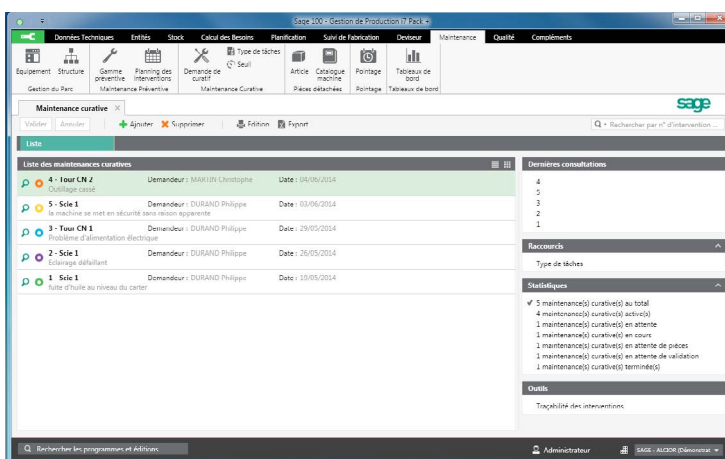 Sage 100 - Gestion de Production i7 Pack +
Données Techniques Entités Stock Calcul des Besoins Planification Suivi de Fabrication Deviseur Maintenance Qualité Compléments
Equipement Structure Gamme préventive Planning des interventions Demande de curatif Type de tâches Seuil Article Catalogue machine Pointage Tableaux de bord
Gestion du Parc Maintenance Préventive Maintenance Curative Pièces détachées Pointage Tableaux de bord
Maintenance curative
sage
Valider Annuler Ajouter Supprimer Edition Export Rechercher par n° d'intervention ...
Liste
Liste des maintenances curatives
4 - Tour CN 2 Demandeur : MARTIN Christophe Date : 04/06/2014
Outillage cassé
5 - Scie 1 Demandeur : DURAND Philippe Date : 03/06/2014
la machine se met en sécurité sans raison apparente
3 - Tour CN 1 Demandeur : DURAND Philippe Date : 29/05/2014
Problème d'alimentation électrique
2 - Scie 1 Demandeur : DURAND Philippe Date : 26/05/2014
Eclairage défaillant
1 - Scie 1 Demandeur : DURAND Philippe Date : 19/05/2014
fuite d'huile au niveau du carter
Dernières consultations
4
5
3
2
1
Raccourcis
Type de tâches
Statistiques
5 maintenance(s) curative(s) au total
4 maintenance(s) curative(s) active(s)
1 maintenance(s) curative(s) en attente
1 maintenance(s) curative(s) en cours
1 maintenance(s) curative(s) en attente de pièces
1 maintenance(s) curative(s) en attente de validation
1 maintenance(s) curative(s) terminée(s)
Outils
Traçabilité des interventions
Rechercher les programmes et éditions
Administrateur
SAGE - ALCIOR (Démonstrat